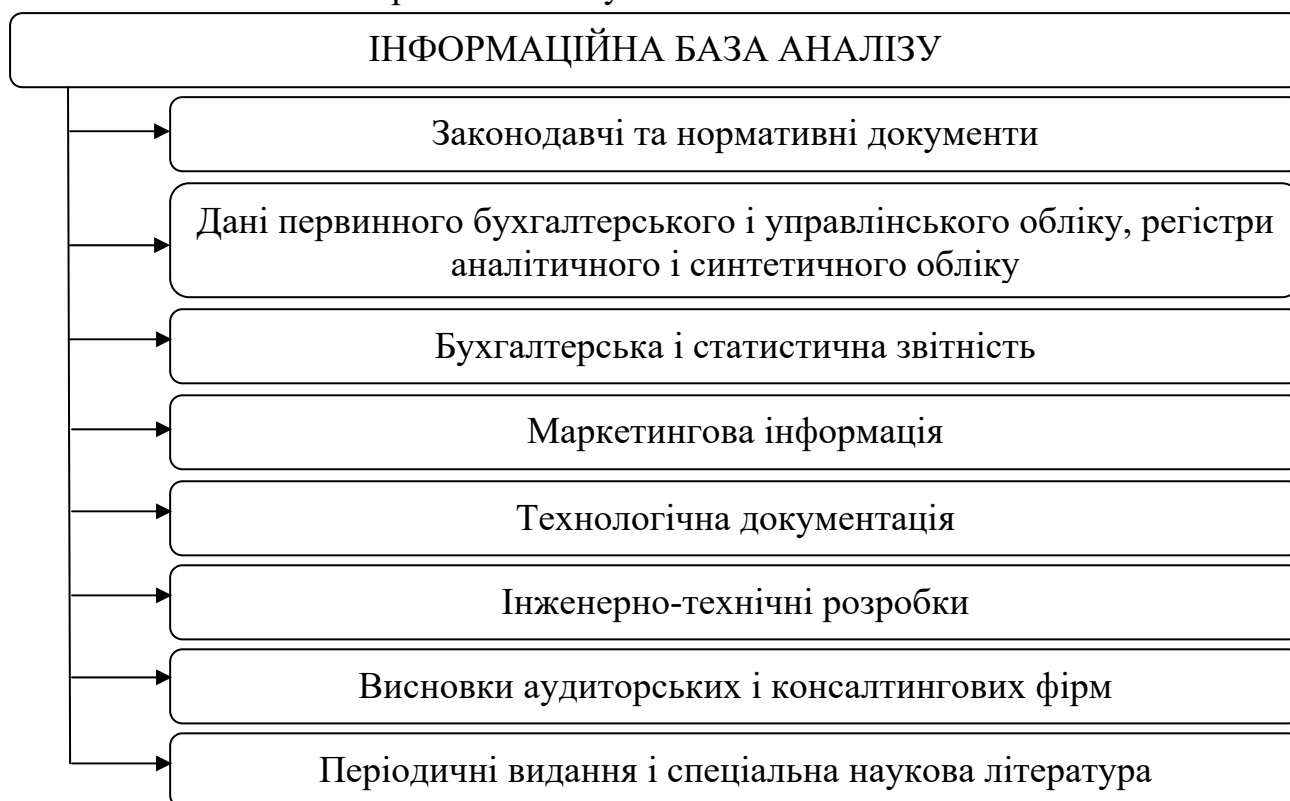 ІНФОРМАЦІЙНА БАЗА АНАЛІЗУ
Законодавчі та нормативні документи
Дані первинного бухгалтерського і управлінського обліку, регістри
аналітичного і синтетичного обліку
Бухгалтерська і статистична звітність
Маркетингова інформація
Технологічна документація
Інженерно-технічні розробки
Висновки аудиторських і консалтингових фірм
Періодичні видання і спеціальна наукова література